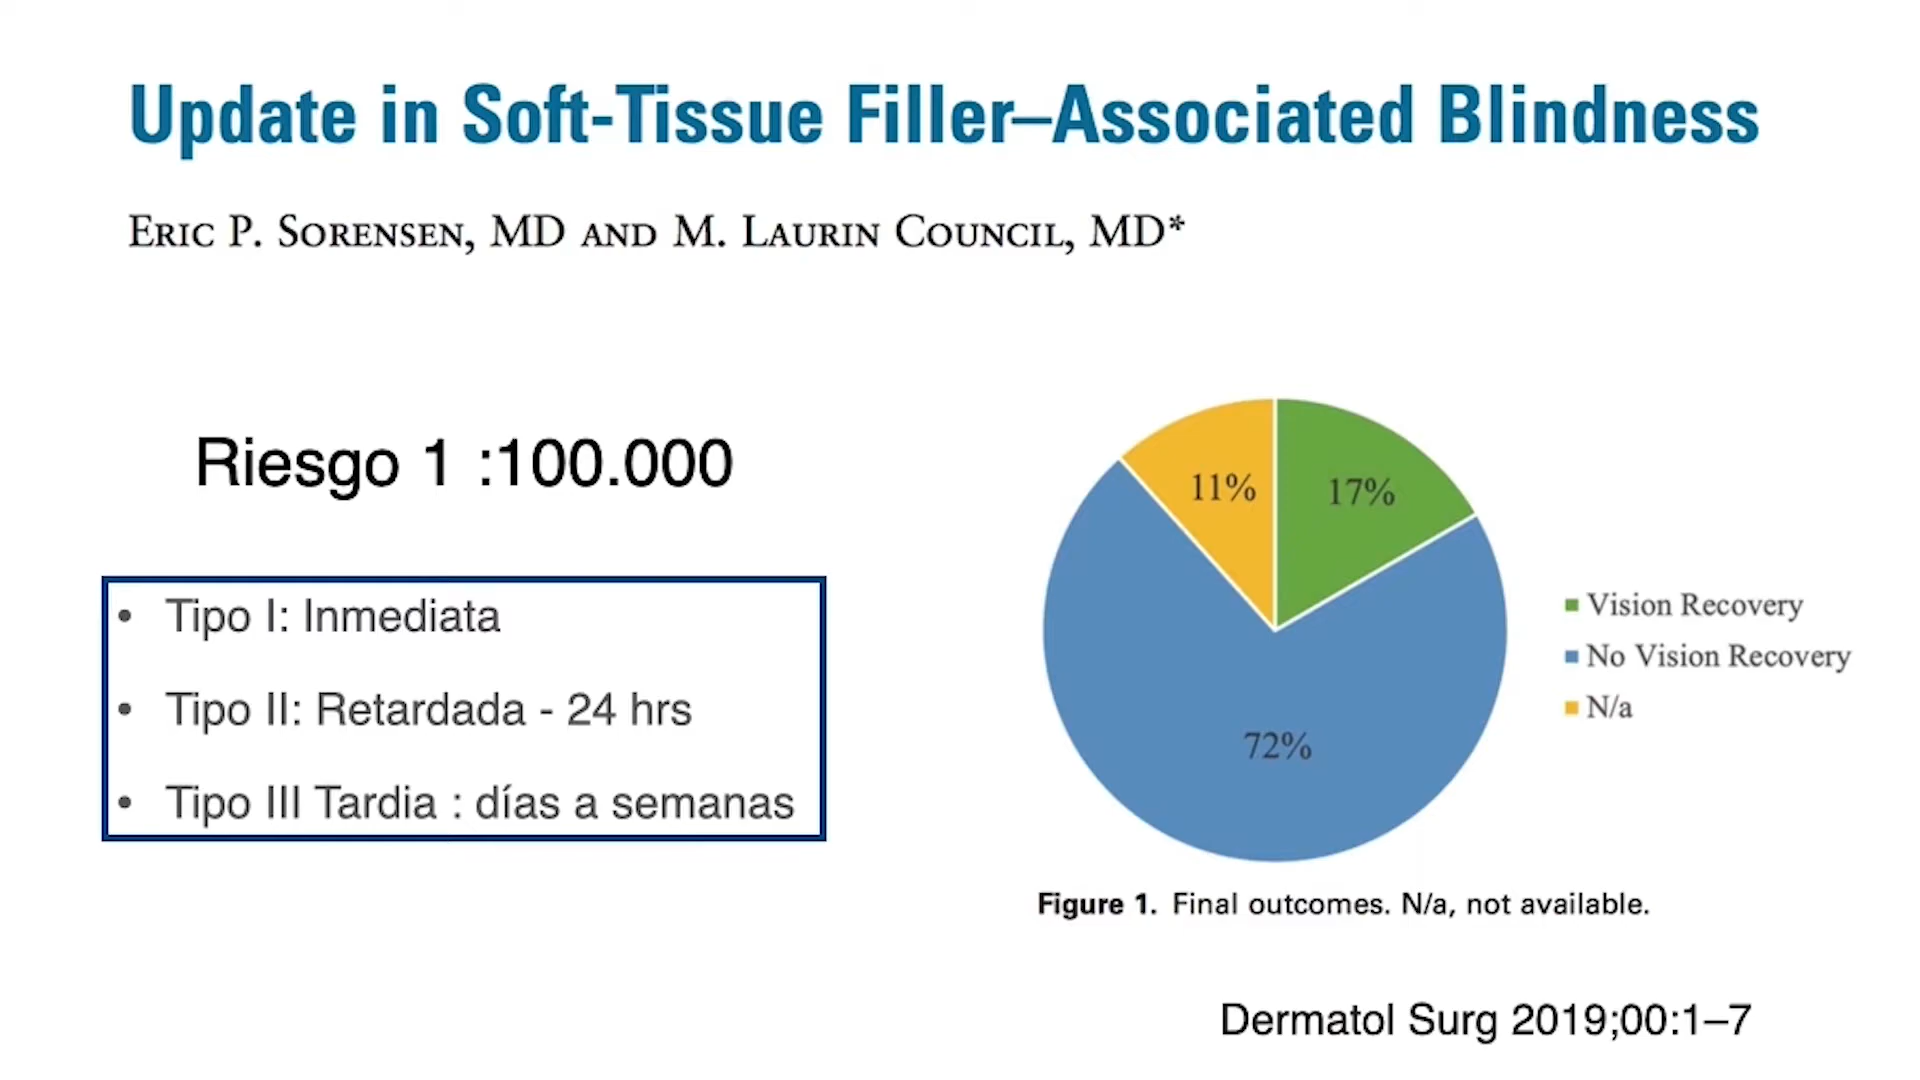 Update in Soft-Tissue Filler–Associated Blindness
Eric P. Sorensen, MD and M. Laurin Council, MD*
Riesgo 1 :100.000
• Tipo I: Inmediata
• Tipo II: Retardada - 24 hrs
• Tipo III Tardia : días a semanas
11%
17%
72%
Vision Recovery
No Vision Recovery
N/a
Figure 1. Final outcomes. N/a, not available.
Dermatol Surg 2019;00:1–7